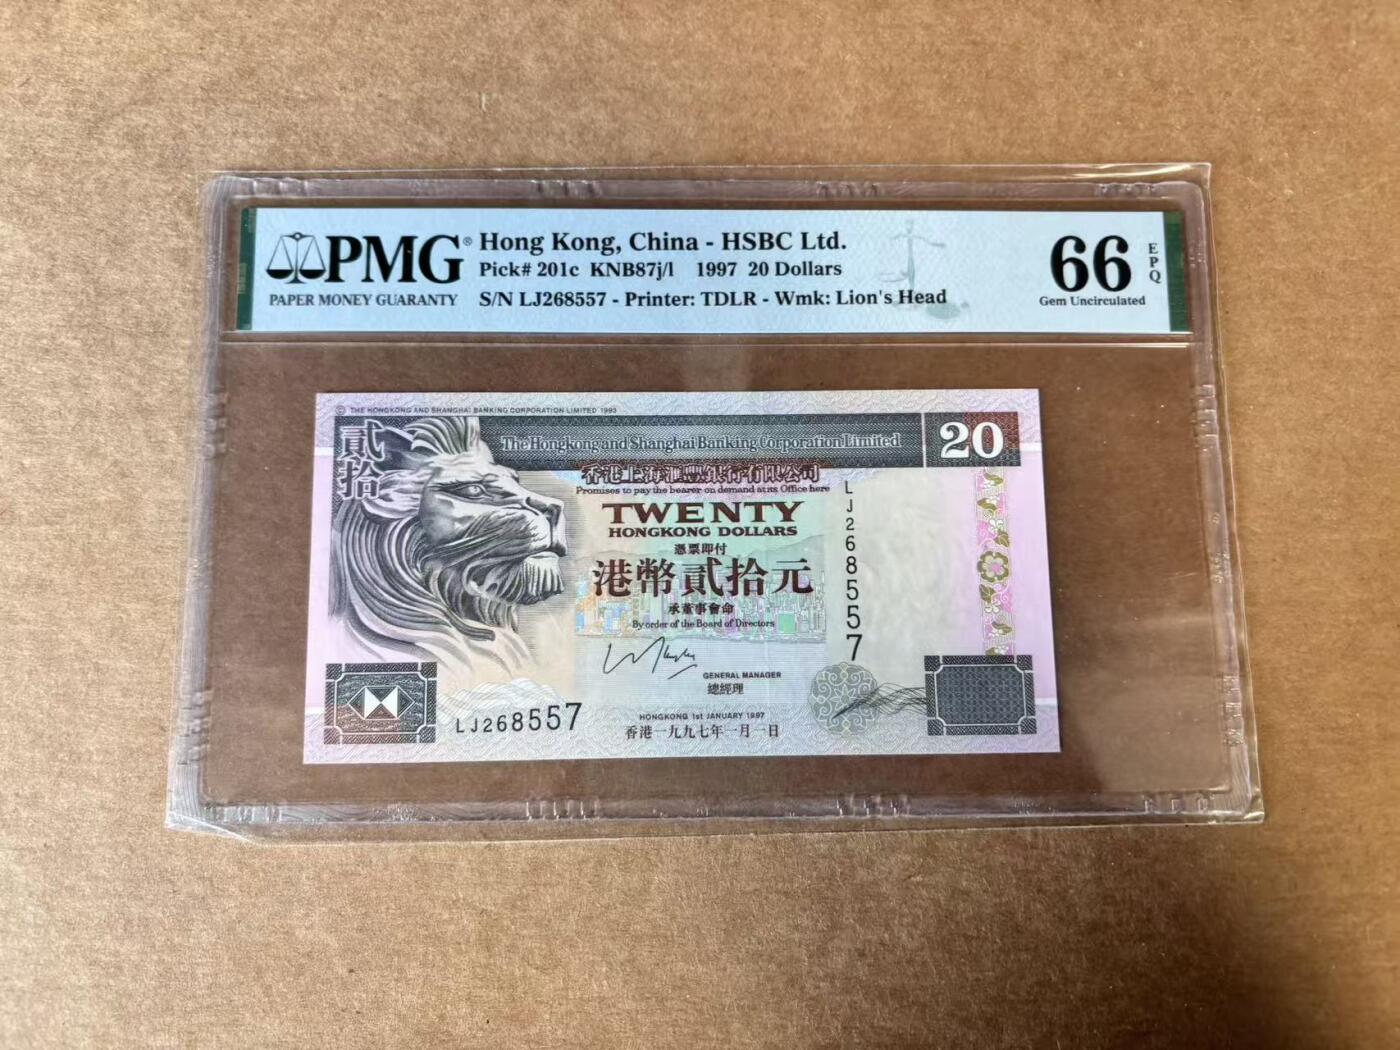 PMG®
PAPER MONEY GUARANTY
Hong Kong, China - HSBC Ltd.
Pick# 201c KNB87j/l 1997 20 Dollars
S/N LJ268557 - Printer: TDLR - Wmk: Lion's Head
66
EPQ
Gem Uncirculated
© THE HONGKONG AND SHANGHAI BANKING CORPORATION LIMITED 1993
貳拾
The Hongkong and Shanghai Banking Corporation Limited
20
香港上海滙豐銀行有限公司
Promises to pay the bearer on demand at its Office here
TWENTY
HONGKONG DOLLARS
憑票即付
港幣貳拾元
承董事會命
By order of the Board of Directors
GENERAL MANAGER
總經理
HONGKONG 1st JANUARY 1997
香港一九九七年一月一日
LJ268557
LJ268557